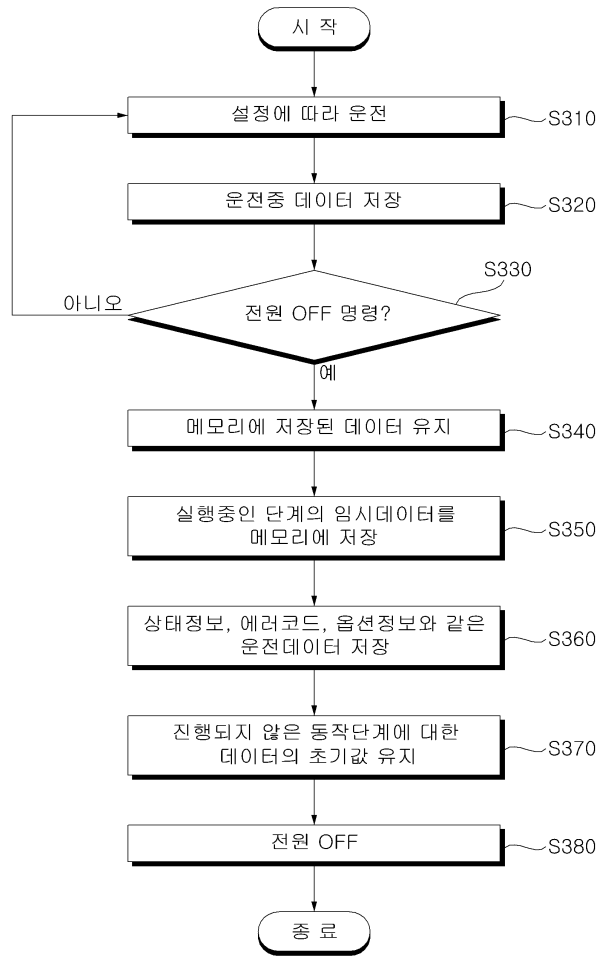 시 작
설정에 따라 운전
S310
운전중 데이터 저장
S320
S330
전원 OFF 명령?
아니오
예
메모리에 저장된 데이터 유지
S340
실행중인 단계의 임시데이터를
메모리에 저장
S350
상태정보, 에러코드, 옵션정보와 같은
운전데이터 저장
S360
진행되지 않은 동작단계에 대한
데이터의 초기값 유지
S370
전원 OFF
S380
종 료